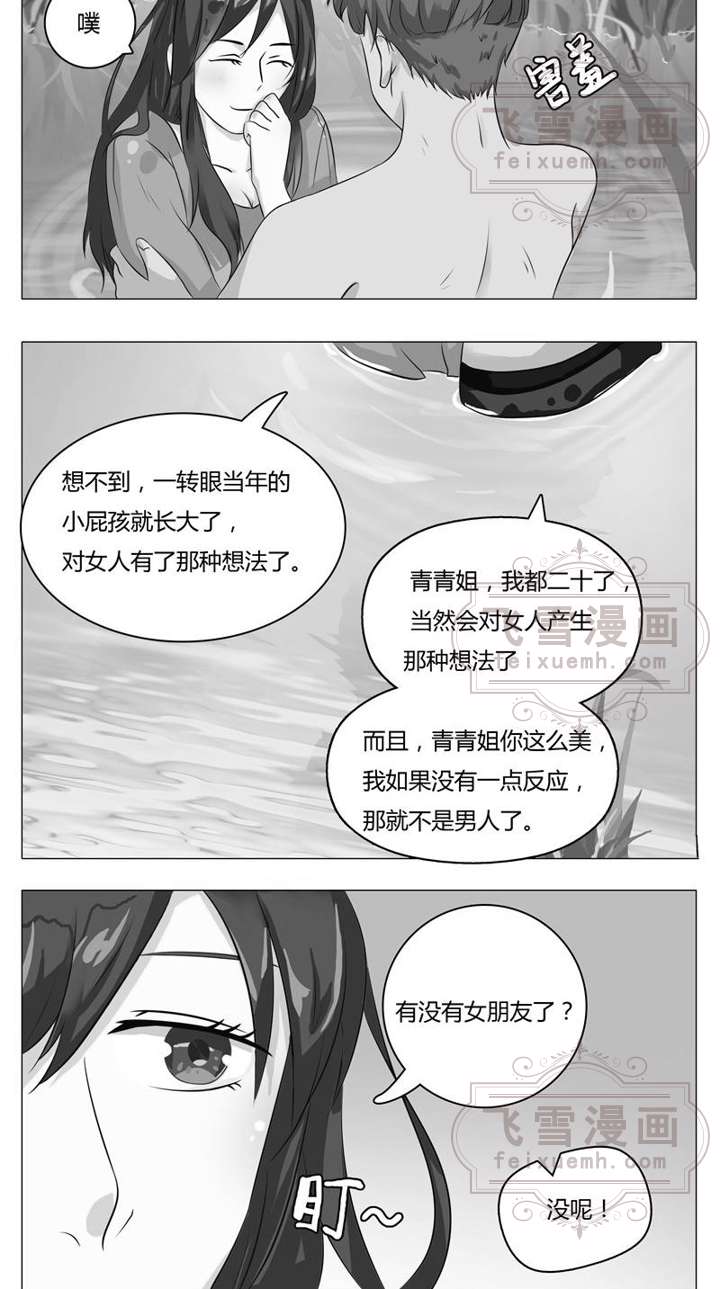 噗
害羞
飞雪漫画
feixuemh.com
想不到，一转眼当年的
小屁孩就长大了，
对女人有了那种想法了。
青青姐，我都二十了，
当然会对女人产生
那种想法了
飞雪漫画
feixuemh.com
而且，青青姐你这么美，
我如果没有一点反应，
那就不是男人了。
有没有女朋友了？
飞雪漫画
feixuemh.com
盯~
没呢！